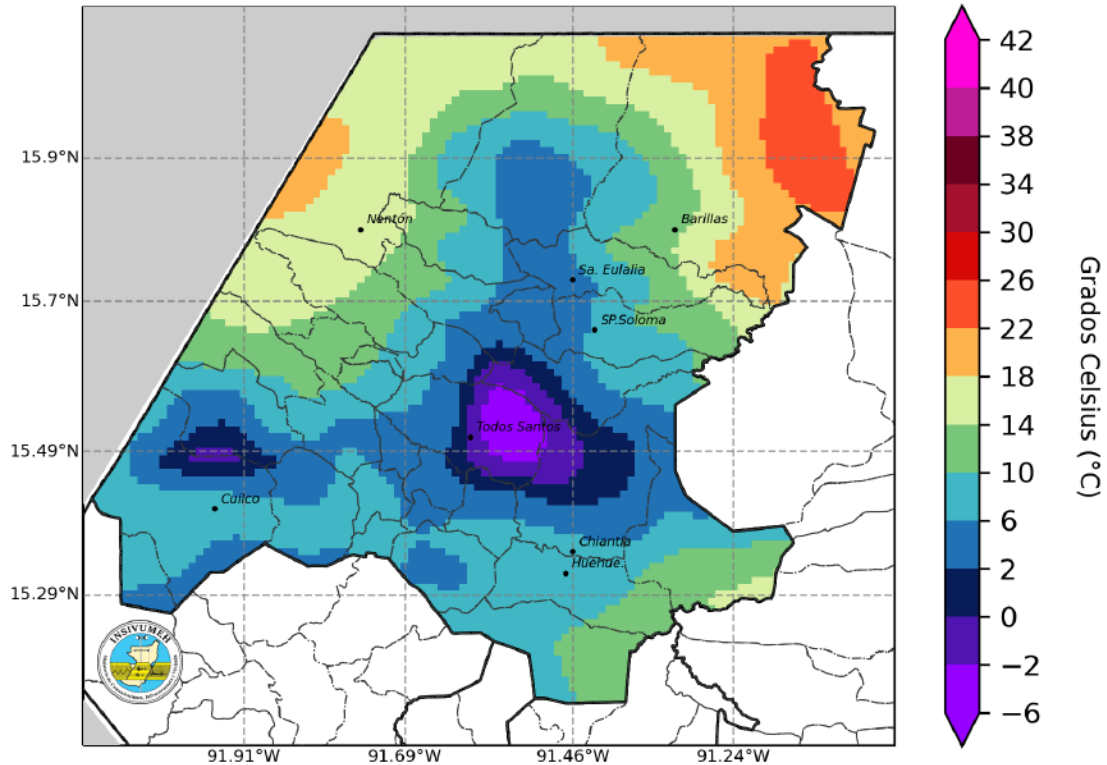 15.9°N
15.7°N
15.49°N
15.29°N
91.91°W
91.69°W
91.46°W
91.24°W
Nentón
Barillas
Sa. Eulalia
SP.Soloma
Todos Santos
Cuilco
Chiantla
Huehue.
INSIVUMEH
42
40
38
34
30
26
22
18
14
10
6
2
0
−2
−6
Grados Celsius (°C)